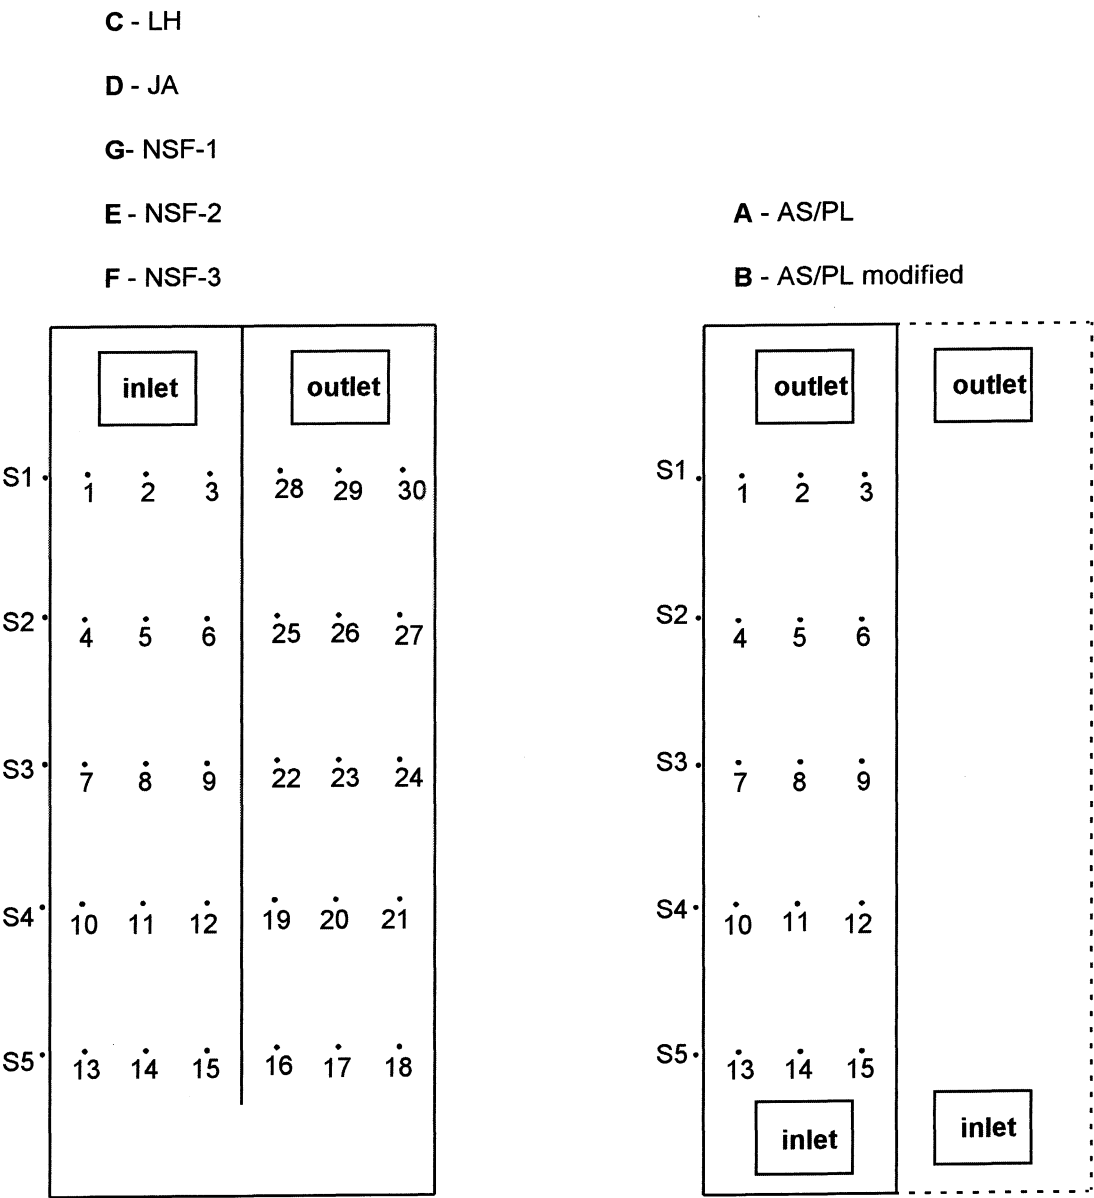 C - LH
D - JA
G- NSF-1
E - NSF-2
F - NSF-3
inlet outlet
S1 1 2 3 28 29 30
S2 4 5 6 25 26 27
S3 7 8 9 22 23 24
S4 10 11 12 19 20 21
S5 13 14 15 16 17 18
A - AS/PL
B - AS/PL modified
outlet outlet
S1 1 2 3
S2 4 5 6
S3 7 8 9
S4 10 11 12
S5 13 14 15
inlet inlet